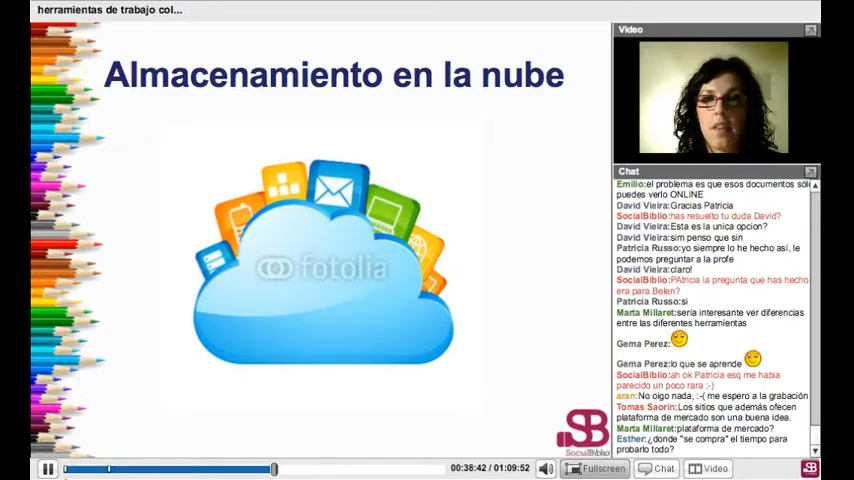 herramientas de trabajo col...
Almacenamiento en la nube
fotolia
SB
SocialBiblio
Video
Chat
Emilio:el problema es que esos documentos sól
puedes verlo ONLINE
David Vieira:Gracias Patricia
SocialBiblio:has resuelto tu duda David?
David Vieira:Esta es la unica opcion?
David Vieira:sim penso que sin
Patricia Russo:yo siempre lo he hecho así, le
podemos preguntar a la profe
David Vieira:claro!
SocialBiblio:PAtricia la pregunta que has hecho
era para Belen?
Patricia Russo:si
Marta Millaret:sería interesante ver diferencias
entre las diferentes herramientas
Gema Perez:
Gema Perez:lo que se aprende
SocialBiblio:ah ok Patricia esq me habia
parecido un poco rara ;-)
aran:No oigo nada, :-( me espero a la grabación
Tomas Saorin:Los sitios que además ofecen
plataforma de mercado son una buena idea.
Marta Millaret:plataforma de mercado?
Esther:¿donde "se compra" el tiempo para
probarlo todo?
00:38:42 / 01:09:52
Fullscreen
Chat
Video
SB